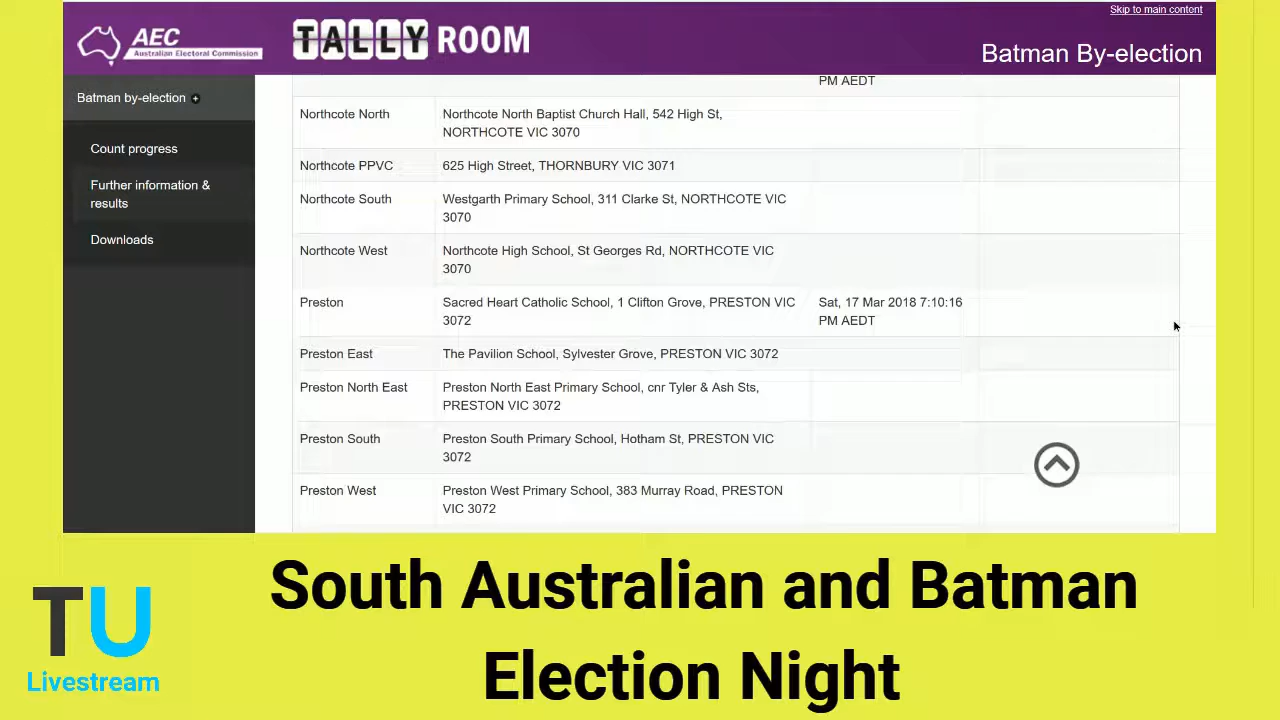 Skip to main content
AEC
Australian Electoral Commission
TALLY ROOM
Batman By-election
Batman by-election
Count progress
Further information &
results
Downloads
PM AEDT
Northcote North
Northcote North Baptist Church Hall, 542 High St,
NORTHCOTE VIC 3070
Northcote PPVC
625 High Street, THORNBURY VIC 3071
Northcote South
Westgarth Primary School, 311 Clarke St, NORTHCOTE VIC
3070
Northcote West
Northcote High School, St Georges Rd, NORTHCOTE VIC
3070
Preston
Sacred Heart Catholic School, 1 Clifton Grove, PRESTON VIC
3072
Sat, 17 Mar 2018 7:10:16
PM AEDT
Preston East
The Pavilion School, Sylvester Grove, PRESTON VIC 3072
Preston North East
Preston North East Primary School, cnr Tyler & Ash Sts,
PRESTON VIC 3072
Preston South
Preston South Primary School, Hotham St, PRESTON VIC
3072
Preston West
Preston West Primary School, 383 Murray Road, PRESTON
VIC 3072
TU
Livestream
South Australian and Batman
Election Night